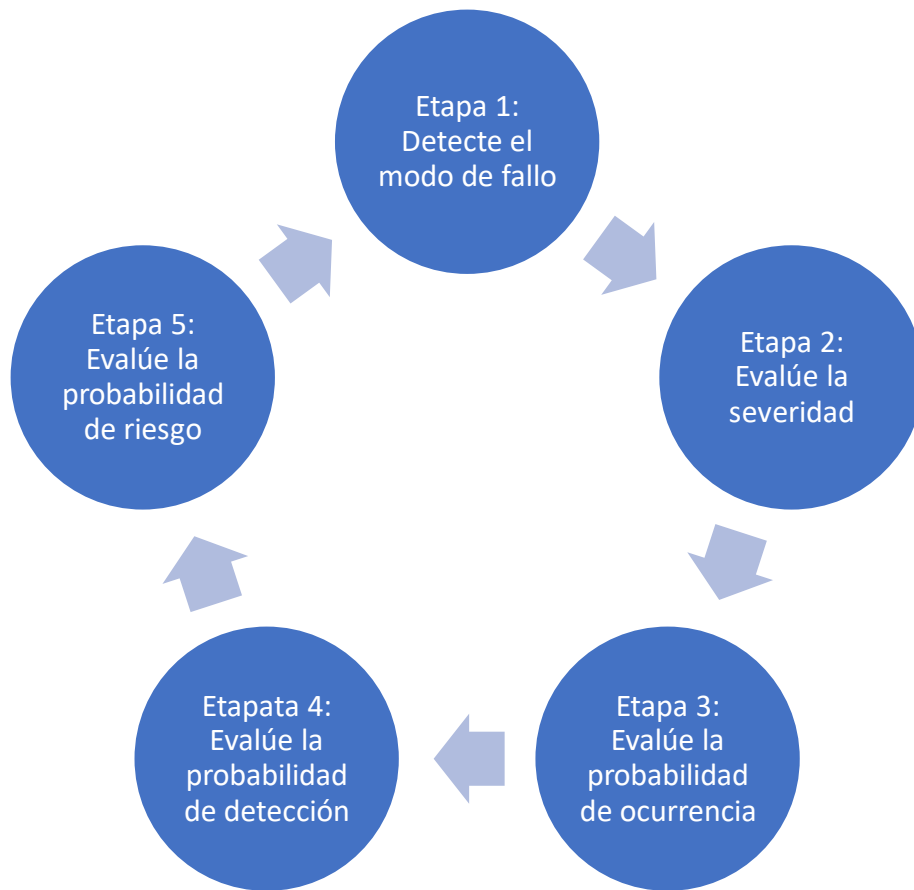 Etapa 1:
Detecte el
modo de fallo
Etapa 2:
Evalúe la
severidad
Etapa 3:
Evalúe la
probabilidad
de ocurrencia
Etapata 4:
Evalúe la
probabilidad
de detección
Etapa 5:
Evalúe la
probabilidad
de riesgo